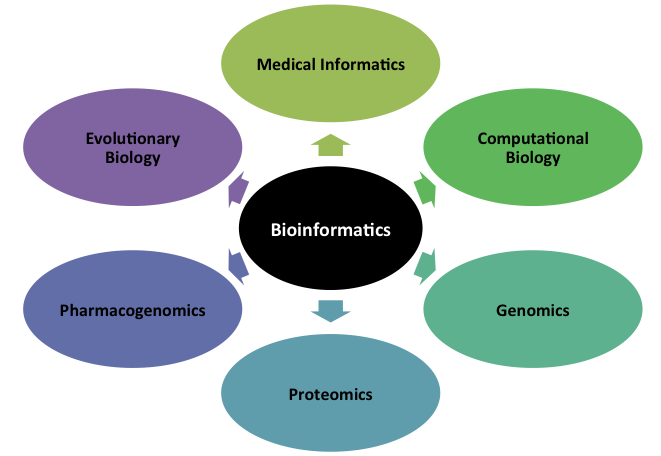 Medical Informatics
Evolutionary
Biology
Computational
Biology
Bioinformatics
Pharmacogenomics
Genomics
Proteomics